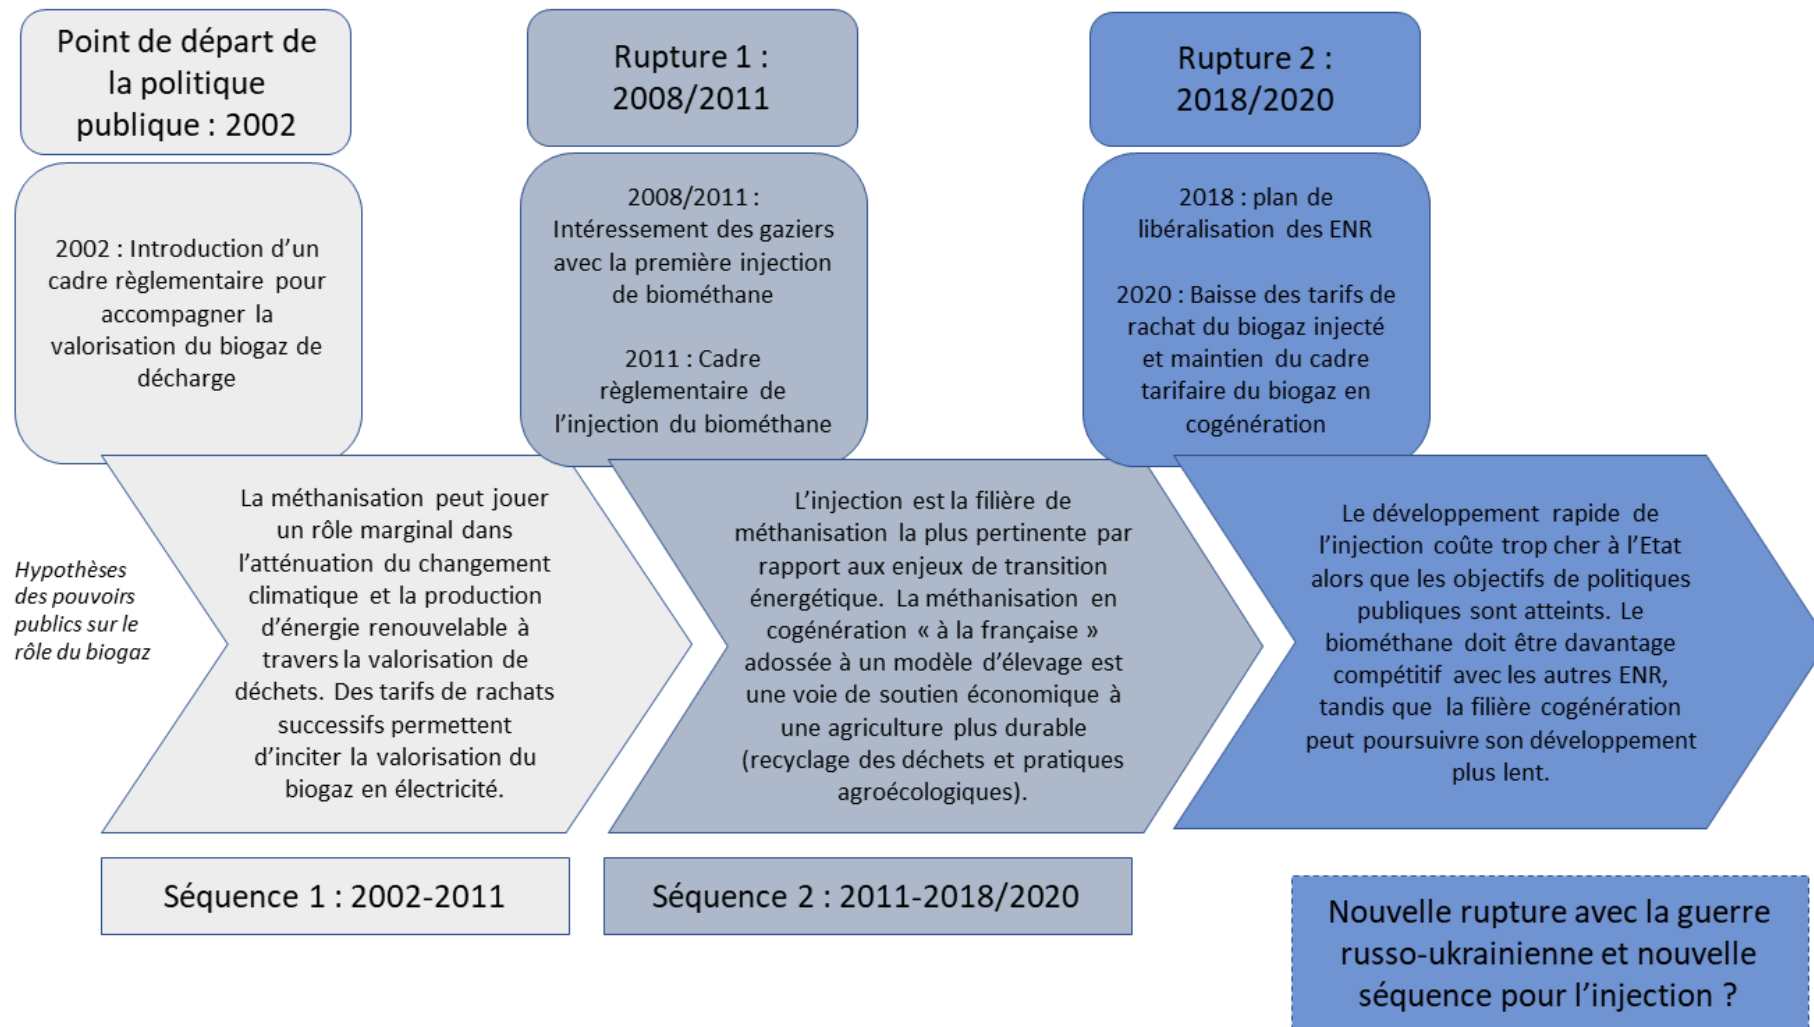 Point de départ de
la politique
publique : 2002
2002 : Introduction d’un
cadre règlementaire pour
accompagner la
valorisation du biogaz de
décharge
Rupture 1 :
2008/2011
2008/2011 :
Intéressement des gaziers
avec la première injection
de biométhane
2011 : Cadre
règlementaire de
l’injection du biométhane
Rupture 2 :
2018/2020
2018 : plan de
libéralisation des ENR
2020 : Baisse des tarifs de
rachat du biogaz injecté
et maintien du cadre
tarifaire du biogaz en
cogénération
Hypothèses
des pouvoirs
publics sur le
rôle du biogaz
La méthanisation peut jouer
un rôle marginal dans
l’atténuation du changement
climatique et la production
d’énergie renouvelable à
travers la valorisation de
déchets. Des tarifs de rachats
successifs permettent
d’inciter la valorisation du
biogaz en électricité.
L’injection est la filière de
méthanisation la plus pertinente par
rapport aux enjeux de transition
énergétique. La méthanisation en
cogénération « à la française »
adossée à un modèle d’élevage est
une voie de soutien économique à
une agriculture plus durable
(recyclage des déchets et pratiques
agroécologiques).
Le développement rapide de
l’injection coûte trop cher à l’Etat
alors que les objectifs de politiques
publiques sont atteints. Le
biométhane doit être davantage
compétitif avec les autres ENR,
tandis que la filière cogénération
peut poursuivre son développement
plus lent.
Séquence 1 : 2002-2011
Séquence 2 : 2011-2018/2020
Nouvelle rupture avec la guerre
russo-ukrainienne et nouvelle
séquence pour l’injection ?